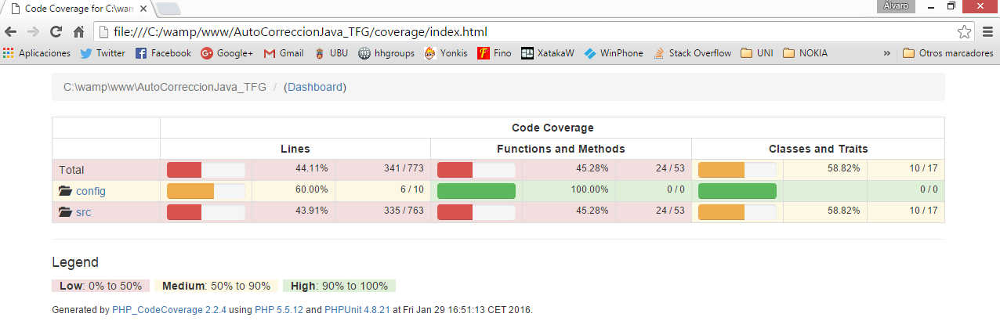 Code Coverage for C:\wam
Álvaro
file:///C:/wamp/www/AutoCorreccionJava_TFG/coverage/index.html
Aplicaciones Twitter Facebook Google+ Gmail UBU hhgroups Yonkis Fino XatakaW WinPhone Stack Overflow UNI NOKIA » Otros marcadores
C:\wamp\www\AutoCorreccionJava_TFG / (Dashboard)
Code Coverage
Lines Functions and Methods Classes and Traits
Total 44.11% 341 / 773 45.28% 24 / 53 58.82% 10 / 17
config 60.00% 6 / 10 100.00% 0 / 0 0 / 0
src 43.91% 335 / 763 45.28% 24 / 53 58.82% 10 / 17
Legend
Low: 0% to 50% Medium: 50% to 90% High: 90% to 100%
Generated by PHP_CodeCoverage 2.2.4 using PHP 5.5.12 and PHPUnit 4.8.21 at Fri Jan 29 16:51:13 CET 2016.